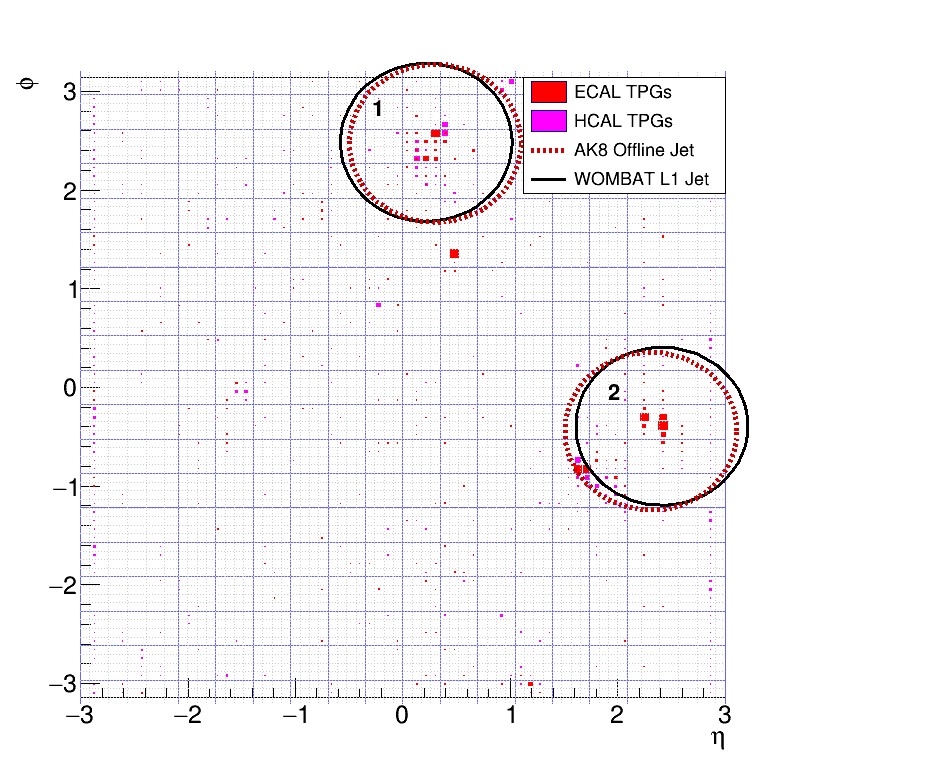 ϕ
3
2
1
0
−1
−2
−3
1
2
ECAL TPGs
HCAL TPGs
AK8 Offline Jet
WOMBAT L1 Jet
−3 −2 −1 0 1 2 3
η